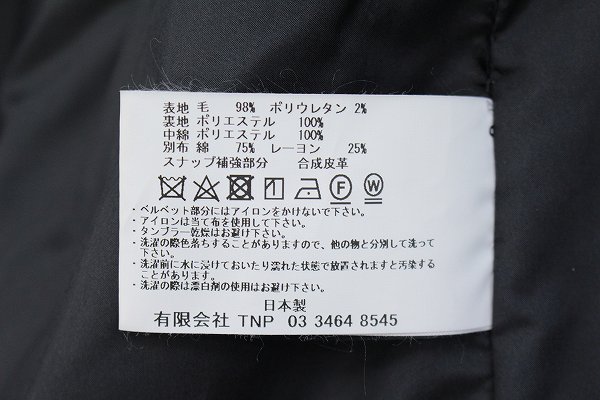 表地 毛 98% ポリウレタン 2%
裏地 ポリエステル 100%
中綿 ポリエステル 100%
別布 綿 75% レーヨン 25%
スナップ補強部分 合成皮革
F W
・ベルベット部分にはアイロンをかけないで下さい。
・アイロンは当て布を使用して下さい。
・タンブラー乾燥はお避け下さい。
・洗濯の際色落ちすることがありますので、他の物と分別して洗って
下さい。
・洗濯前に水に浸けておいたり濡れた状態で放置されますと汚染する
ことがあります。
・洗濯の際は漂白剤の使用はお避け下さい。
日本製
有限会社 TNP 03 3464 8545